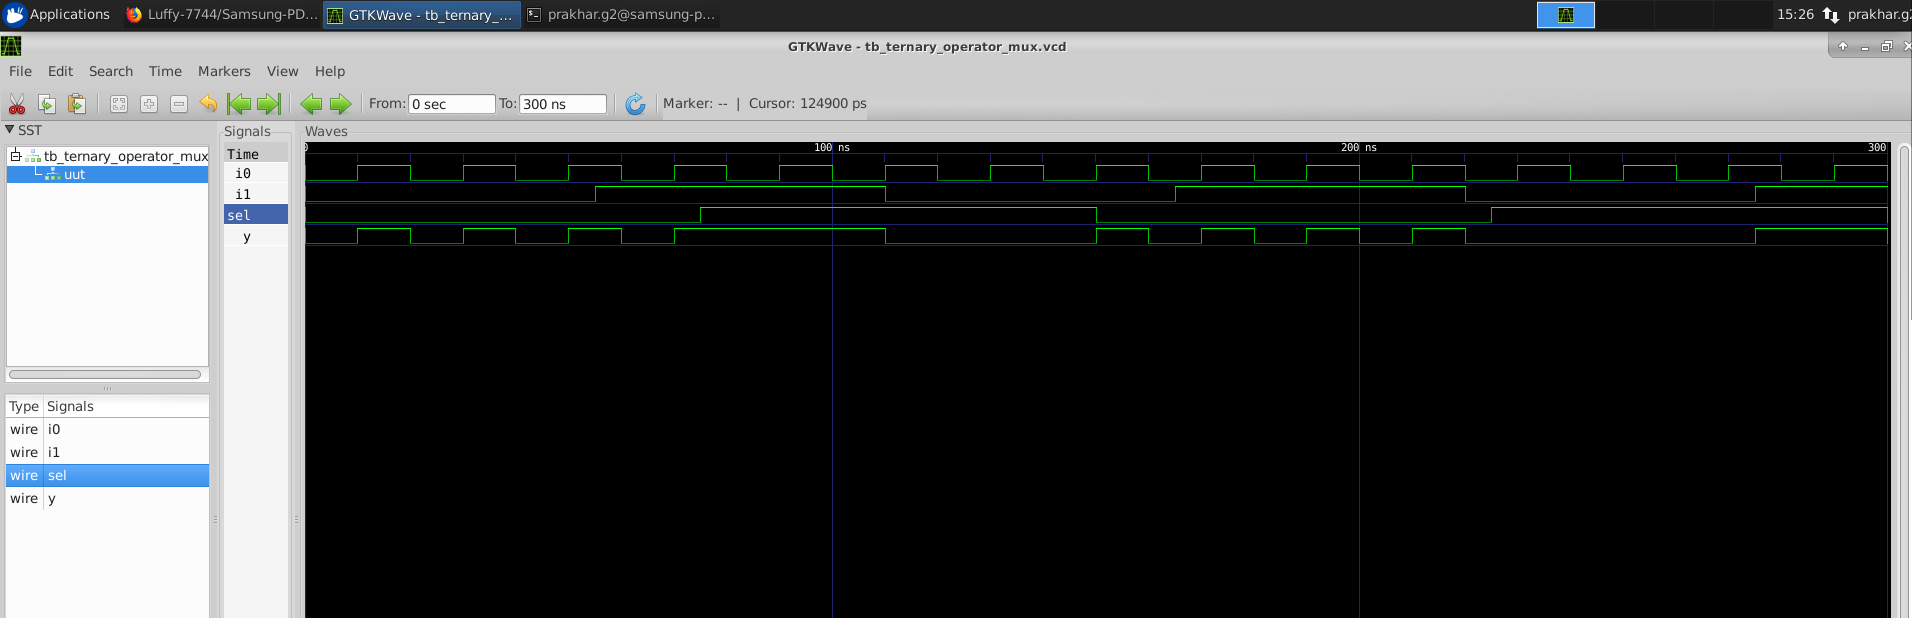 Applications Luffy-7744/Samsung-PD... GTKWave - tb_ternary_... prakhar.g2@samsung-p... 15:26 prakhar.g2
GTKWave - tb_ternary_operator_mux.vcd
File Edit Search Time Markers View Help
From: 0 sec To: 300 ns Marker: -- | Cursor: 124900 ps
SST Signals Waves
tb_ternary_operator_mux Time 0 100 ns 200 ns 300
uut i0
i1
sel
y
Type Signals
wire i0
wire i1
wire sel
wire y